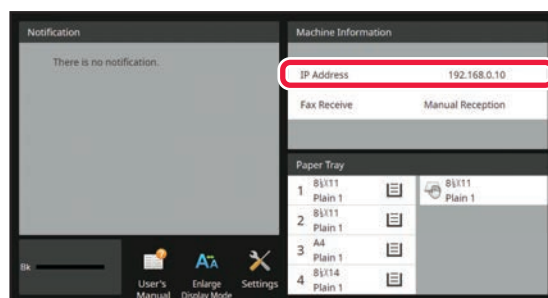 Notification
There is no notification.
Machine Information
IP Address 192.168.0.10
Fax Receive Manual Reception
Paper Tray
1 8½X11
Plain 1
2 8½X11
Plain 1
3 A4
Plain 1
4 8½X14
Plain 1
8½X11
Plain 1
Bk
User's
Manual
Enlarge
Display Mode
Settings